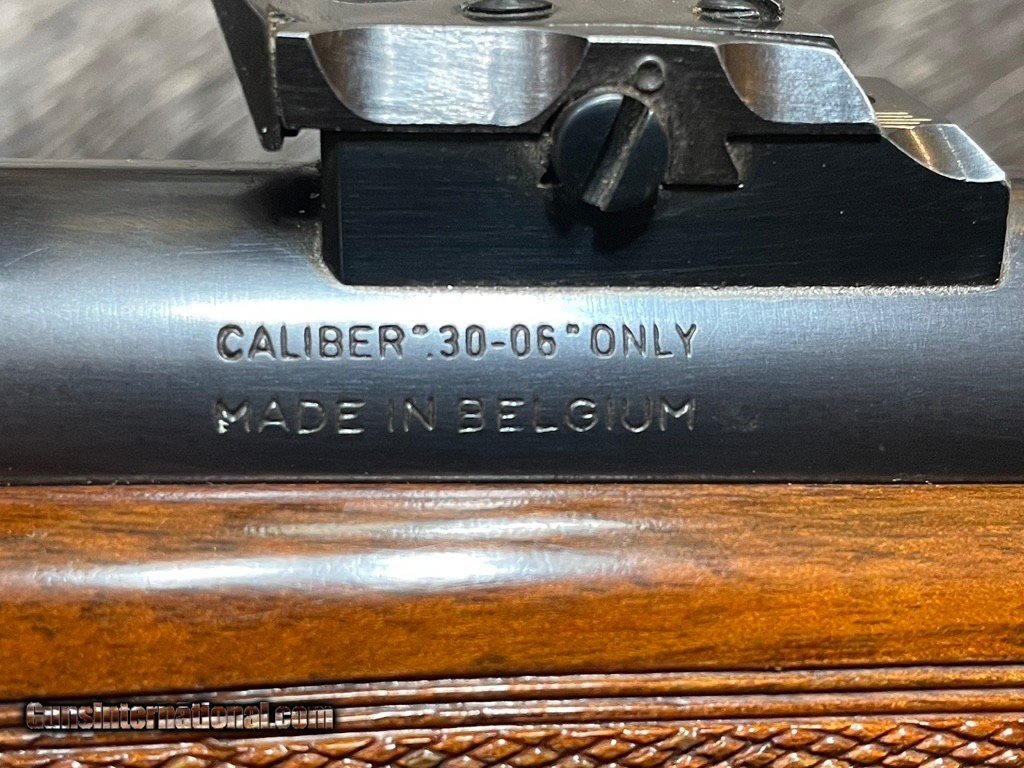 CALIBER ".30-06" ONLY
MADE IN BELGIUM
GunsInternational.com